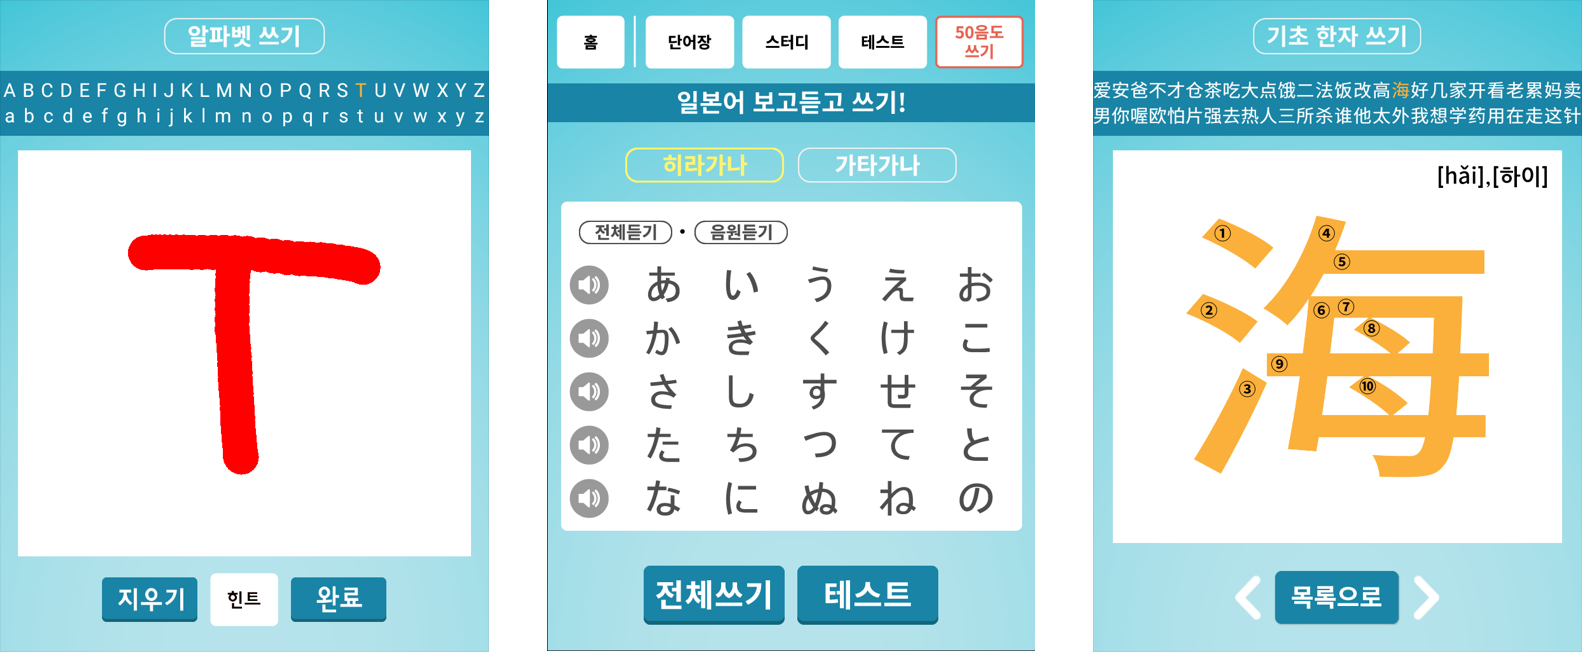 알파벳 쓰기
A B C D E F G H I J K L M N O P Q R S T U V W X Y Z
a b c d e f g h i j k l m n o p q r s t u v w x y z
T
지우기
힌트
완료
홈
단어장
스터디
테스트
50음도
쓰기
일본어 보고듣고 쓰기!
히라가나
가타가나
전체듣기 • 음원듣기
あ い う え お
か き く け こ
さ し す せ そ
た ち つ て と
な に ぬ ね の
전체쓰기
테스트
기초 한자 쓰기
爱安爸不才仓茶吃大点饿二法饭改高海好几家开看老累妈卖
男你喔欧怕片强去热人三所杀谁他太外我想学药用在走这针
[hǎi],[하이]
海
① ② ③ ④ ⑤ ⑥ ⑦ ⑧ ⑨ ⑩
목록으로